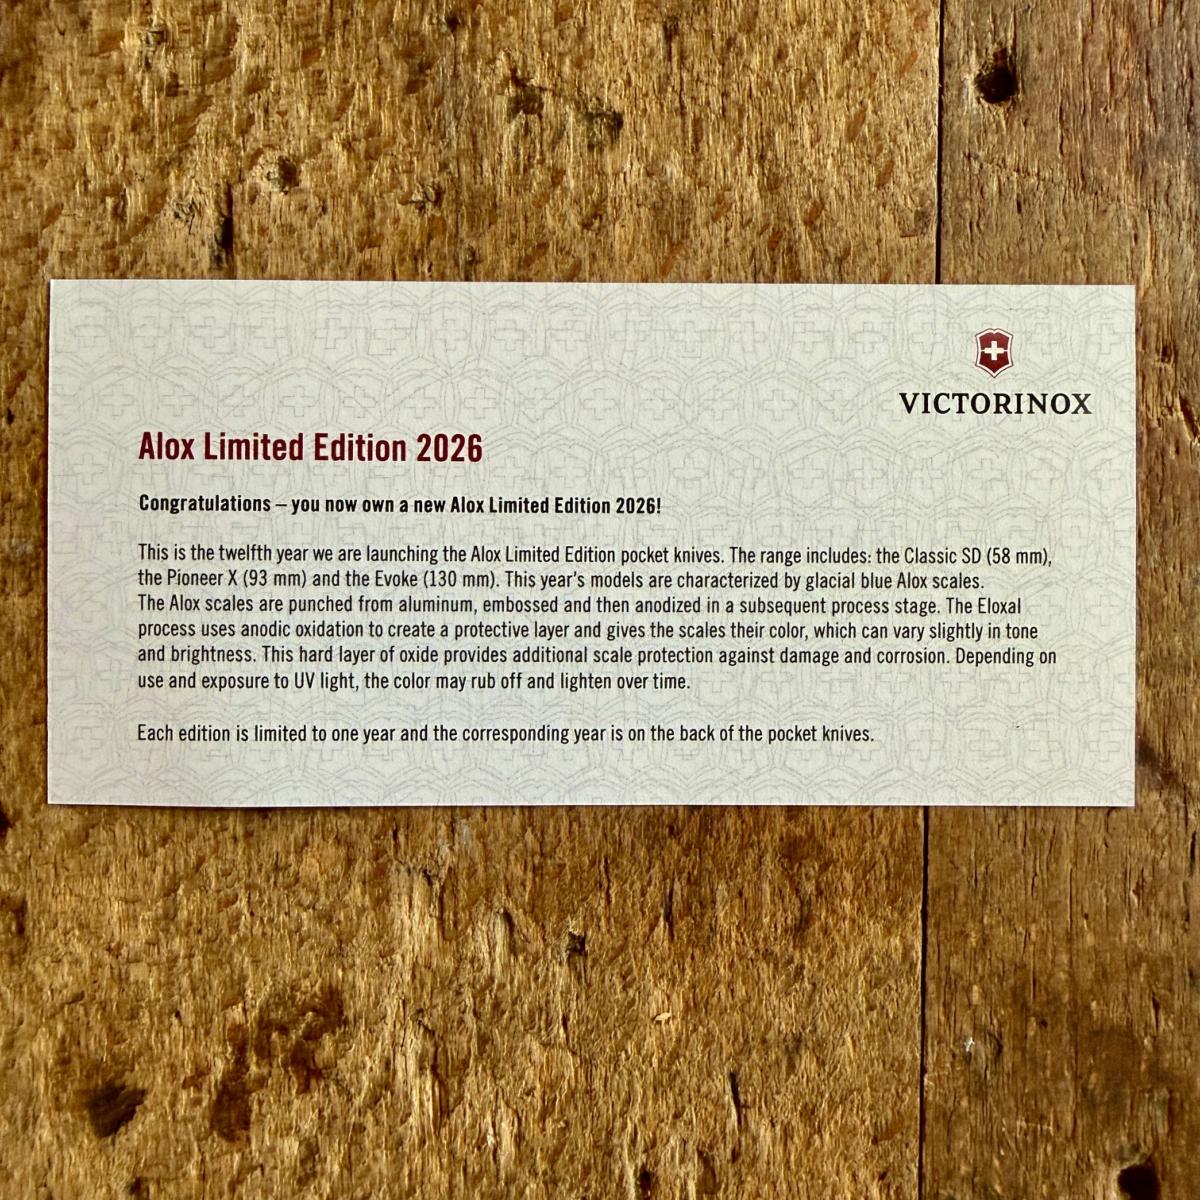 VICTORINOX
Alox Limited Edition 2026
Congratulations – you now own a new Alox Limited Edition 2026!
This is the twelfth year we are launching the Alox Limited Edition pocket knives. The range includes: the Classic SD (58 mm),
the Pioneer X (93 mm) and the Evoke (130 mm). This year's models are characterized by glacial blue Alox scales.
The Alox scales are punched from aluminum, embossed and then anodized in a subsequent process stage. The Eloxal
process uses anodic oxidation to create a protective layer and gives the scales their color, which can vary slightly in tone
and brightness. This hard layer of oxide provides additional scale protection against damage and corrosion. Depending on
use and exposure to UV light, the color may rub off and lighten over time.
Each edition is limited to one year and the corresponding year is on the back of the pocket knives.